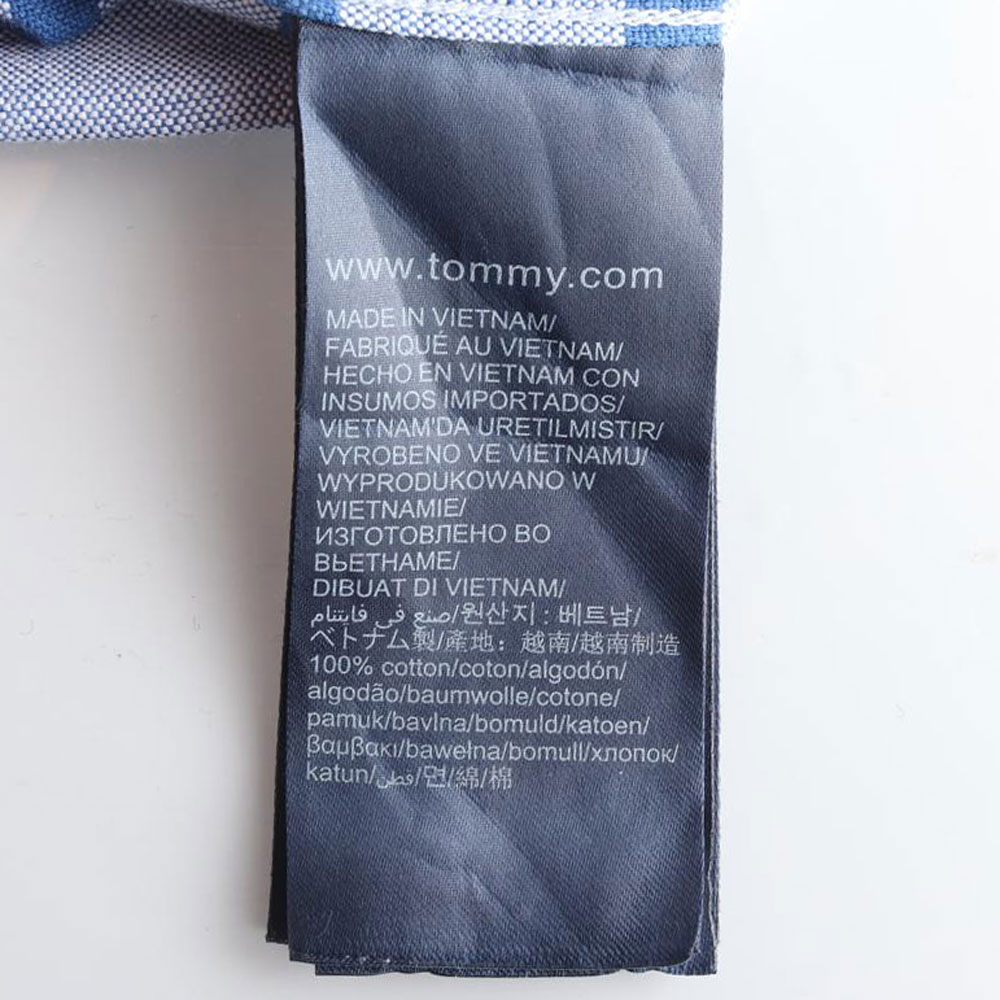 www.tommy.com
MADE IN VIETNAM/
FABRIQUÉ AU VIETNAM/
HECHO EN VIETNAM CON
INSUMOS IMPORTADOS/
VIETNAM'DA URETILMISTIR/
VYROBENO VE VIETNAMU/
WYPRODUKOWANO W
WIETNAMIE/
ИЗГОТОВЛЕНО ВО
ВЬЕТНАМЕ/
DIBUAT DI VIETNAM/
صنع في فايتنام/원산지 : 베트남/
ベトナム製/產地：越南/越南制造
100% cotton/coton/algodón/
algodão/baumwolle/cotone/
pamuk/bavlna/bomuld/katoen/
βαμβακι/bawełna/bomull/хлопок/
katun/قطن/면/綿/棉